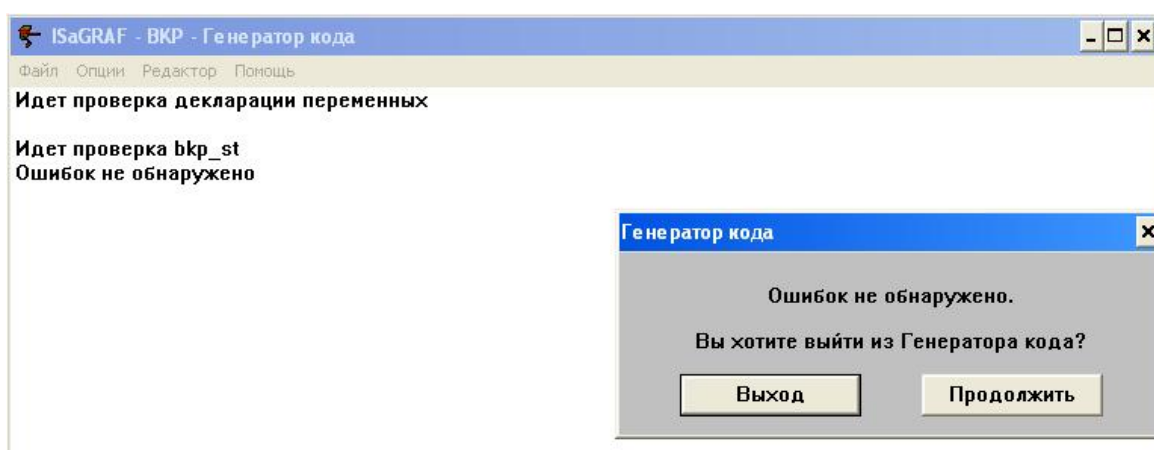 ISaGRAF - BKP - Генератор кода
Файл Опции Редактор Помощь
Идет проверка декларации переменных
Идет проверка bkp_st
Ошибок не обнаружено
Генератор кода
Ошибок не обнаружено.
Вы хотите выйти из Генератора кода?
Выход Продолжить